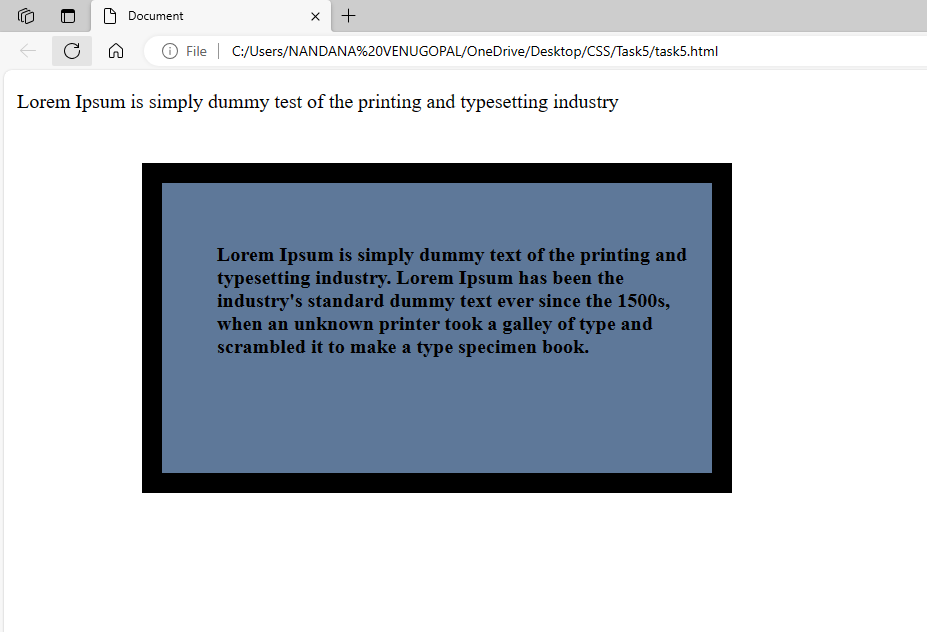 Document
File
C:/Users/NANDANA%20VENUGOPAL/OneDrive/Desktop/CSS/Task5/task5.html
Lorem Ipsum is simply dummy test of the printing and typesetting industry
Lorem Ipsum is simply dummy text of the printing and
typesetting industry. Lorem Ipsum has been the
industry's standard dummy text ever since the 1500s,
when an unknown printer took a galley of type and
scrambled it to make a type specimen book.